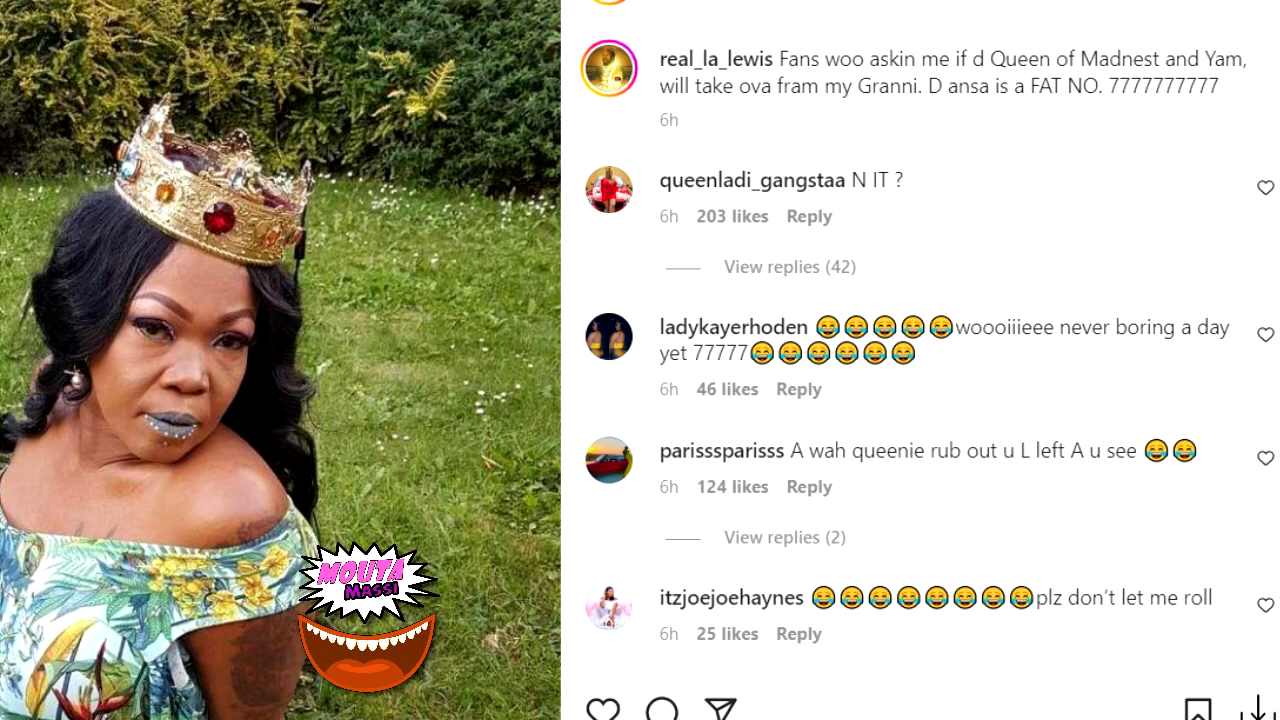 real_la_lewis Fans woo askin me if d Queen of Madnest and Yam,
will take ova fram my Granni. D ansa is a FAT NO. 7777777777
6h
queenladi_gangstaa N IT ?
6h 203 likes Reply
View replies (42)
ladykayerhoden 😂😂😂😂😂woooiiieee never boring a day
yet 77777😂😂😂😂😂😂
6h 46 likes Reply
parisssparisss A wah queenie rub out u L left A u see 😂😂
6h 124 likes Reply
View replies (2)
itzjoejoehaynes 😂😂😂😂😂😂😂😂plz don't let me roll
6h 25 likes Reply
MOUTA
MASSI